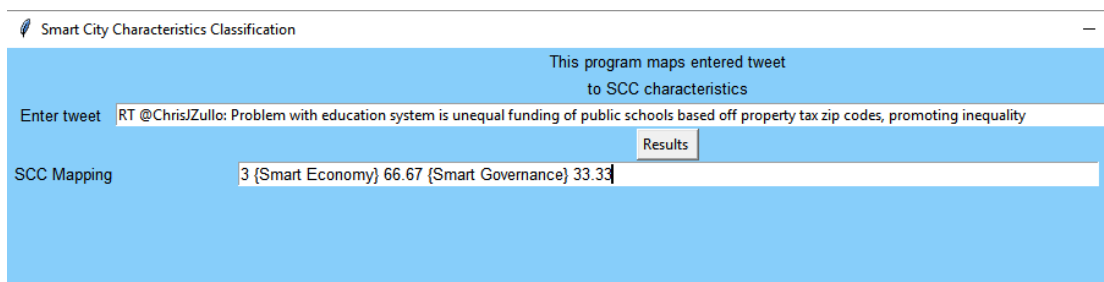 Smart City Characteristics Classification
This program maps entered tweet
to SCC characteristics
Enter tweet RT @ChrisJZullo: Problem with education system is unequal funding of public schools based off property tax zip codes, promoting inequality
Results
SCC Mapping 3 {Smart Economy} 66.67 {Smart Governance} 33.33